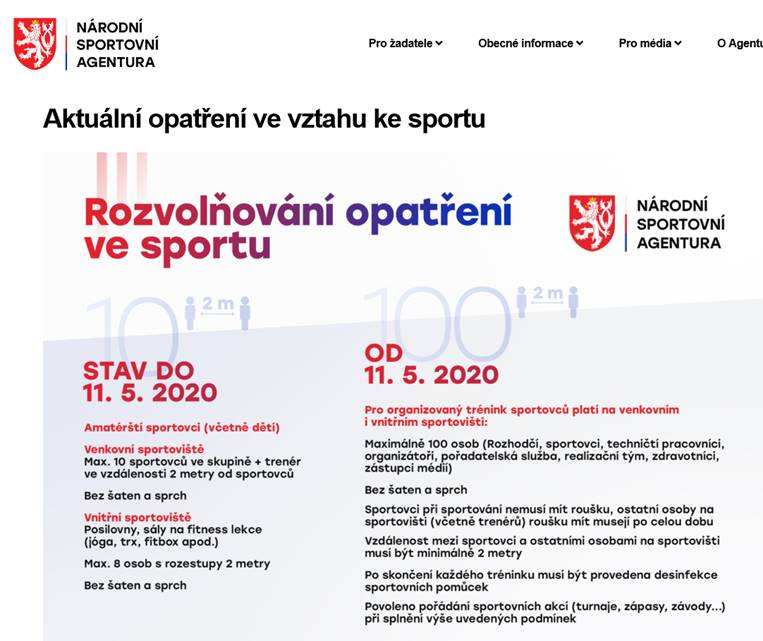 NÁRODNÍ
SPORTOVNÍ
AGENTURA
Pro žadatele
Obecné informace
Pro média
O Agentu
Aktuální opatření ve vztahu ke sportu
Rozvolňování opatření
ve sportu
NÁRODNÍ
SPORTOVNÍ
AGENTURA
10
2 m
STAV DO
11. 5. 2020
Amatérští sportovci (včetně dětí)
Venkovní sportoviště
Max. 10 sportovců ve skupině + trenér
ve vzdálenosti 2 metry od sportovců
Bez šaten a sprch
Vnitřní sportoviště
Posilovny, sály na fitness lekce
(jóga, trx, fitbox apod.)
Max. 8 osob s rozestupy 2 metry
Bez šaten a sprch
100
2 m
OD
11. 5. 2020
Pro organizovaný trénink sportovců platí na venkovním
i vnitřním sportovišti:
Maximálně 100 osob (Rozhodčí, sportovci, techničtí pracovníci,
organizátoři, pořadatelská služba, realizační tým, zdravotníci,
zástupci médií)
Bez šaten a sprch
Sportovci při sportování nemusí mít roušku, ostatní osoby na
sportovišti (včetně trenérů) roušku mít musejí po celou dobu
Vzdálenost mezi sportovci a ostatními osobami na sportovišti
musí být minimálně 2 metry
Po skončení každého tréninku musí být provedena desinfekce
sportovních pomůcek
Povoleno pořádání sportovních akcí (turnaje, zápasy, závody...)
při splnění výše uvedených podmínek